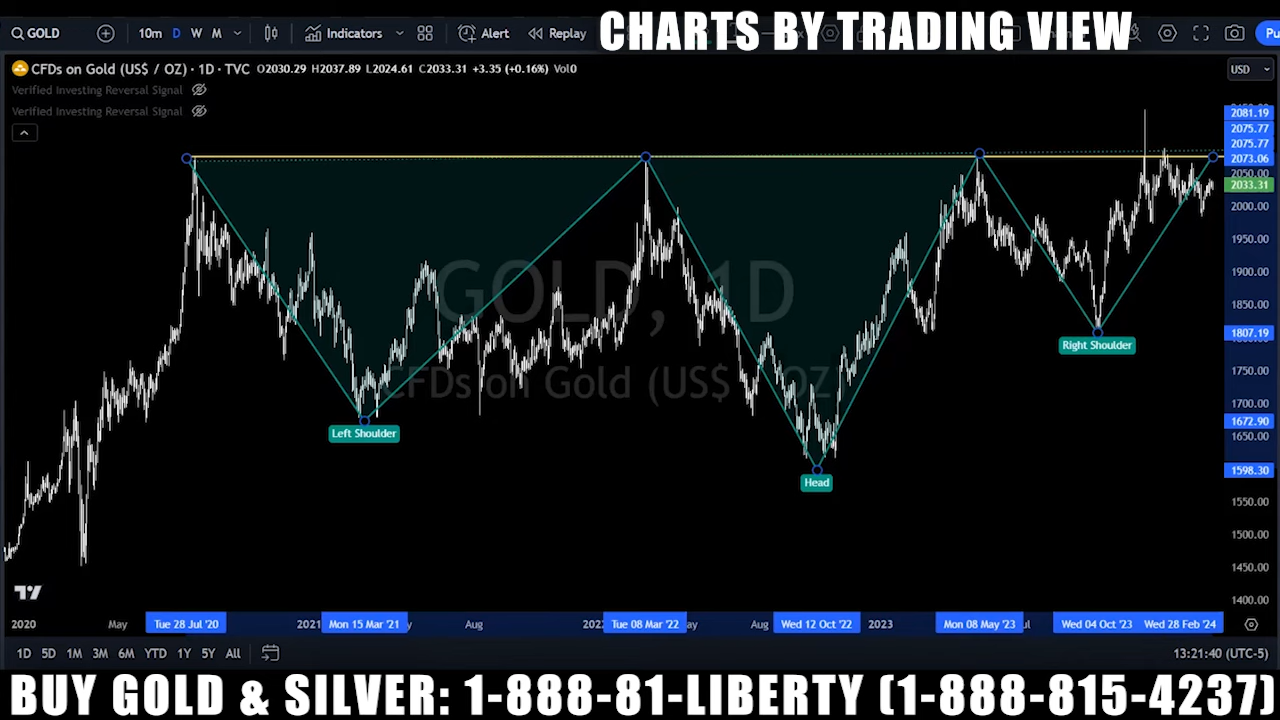 CHARTS BY TRADING VIEW
GOLD 10m D W M Indicators Alert Replay
CFDs on Gold (US$ / OZ) · 1D · TVC O2030.29 H2037.89 L2024.61 C2033.31 +3.35 (+0.16%) Vol0
USD
Verified Investing Reversal Signal
Verified Investing Reversal Signal
2081.19
2075.77
2075.77
2073.06
2050.00
2033.31
2000.00
1950.00
1900.00
1850.00
1807.19
1750.00
1700.00
1672.90
1650.00
1598.30
1550.00
1500.00
1450.00
1400.00
GOLD, 1D
CFDs on Gold (US$ / OZ)
Right Shoulder
Left Shoulder
Head
2020 May Tue 28 Jul '20 2021 Mon 15 Mar '21 Aug Tue 08 Mar '22 Aug Wed 12 Oct '22 2023 Mon 08 May '23 Wed 04 Oct '23 Wed 28 Feb '24
1D 5D 1M 3M 6M YTD 1Y 5Y All 13:21:40 (UTC-5)
BUY GOLD & SILVER: 1-888-81-LIBERTY (1-888-815-4237)